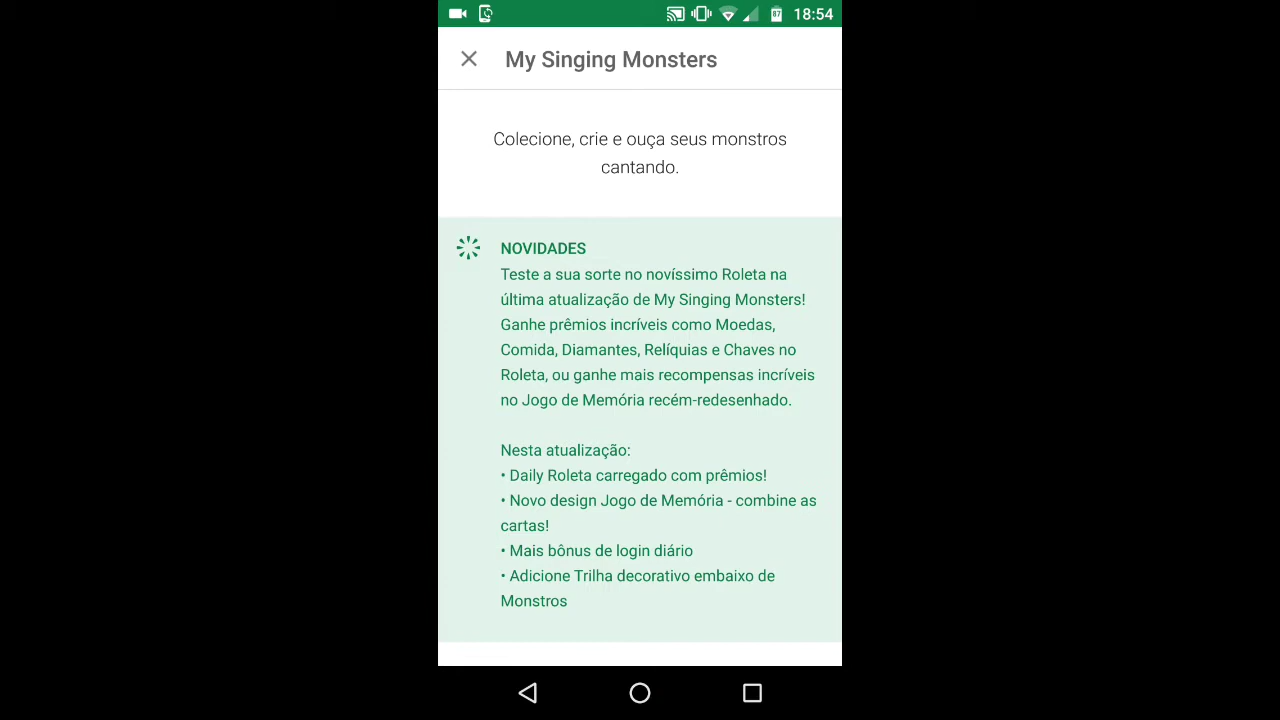 87 18:54
My Singing Monsters
Colecione, crie e ouça seus monstros
cantando.
NOVIDADES
Teste a sua sorte no novíssimo Roleta na
última atualização de My Singing Monsters!
Ganhe prêmios incríveis como Moedas,
Comida, Diamantes, Relíquias e Chaves no
Roleta, ou ganhe mais recompensas incríveis
no Jogo de Memória recém-redesenhado.
Nesta atualização:
• Daily Roleta carregado com prêmios!
• Novo design Jogo de Memória - combine as
cartas!
• Mais bônus de login diário
• Adicione Trilha decorativo embaixo de
Monstros